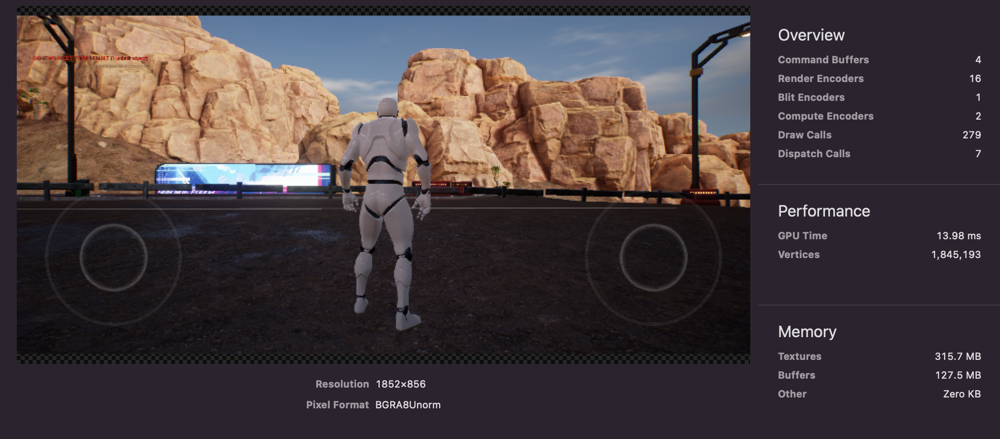 LIGHTING NEEDS TO BE REBUILT (1 unbuilt object)
Overview
Command Buffers 4
Render Encoders 16
Blit Encoders 1
Compute Encoders 2
Draw Calls 279
Dispatch Calls 7
Performance
GPU Time 13.98 ms
Vertices 1,845,193
Memory
Textures 315.7 MB
Buffers 127.5 MB
Other Zero KB
Resolution 1852×856
Pixel Format BGRA8Unorm